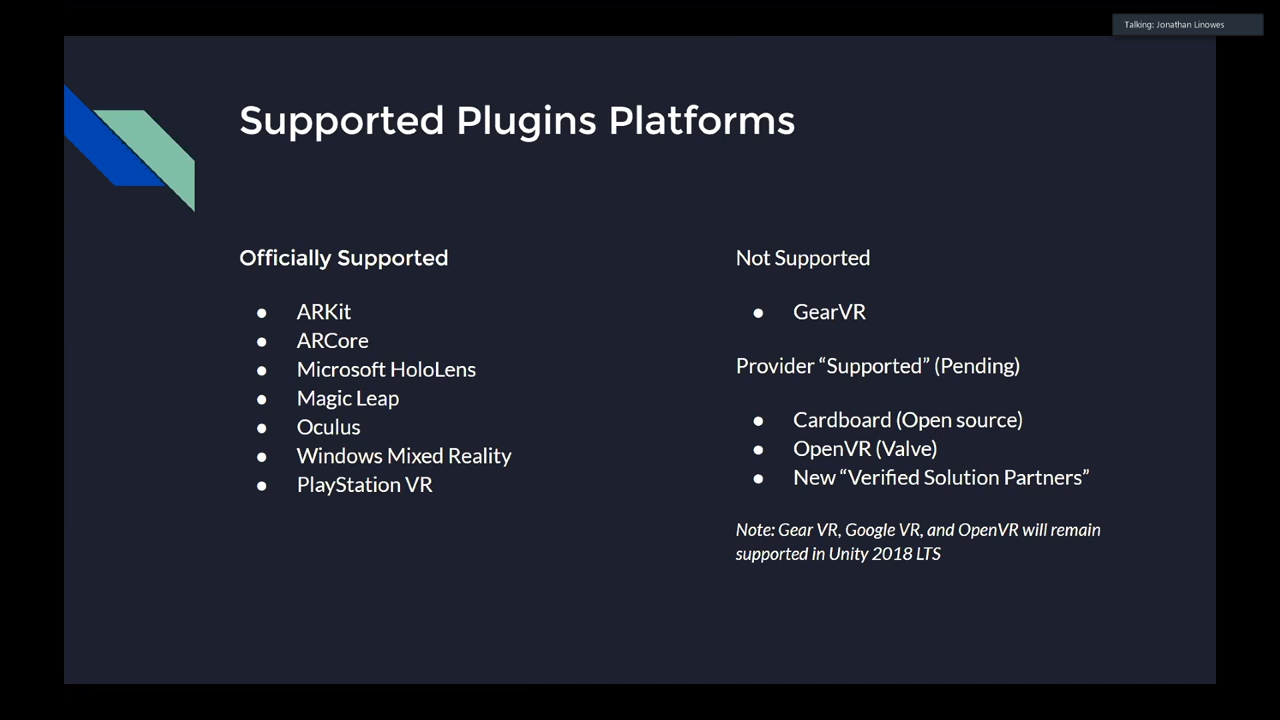 Talking: Jonathan Linowes
Supported Plugins Platforms
Officially Supported
● ARKit
● ARCore
● Microsoft HoloLens
● Magic Leap
● Oculus
● Windows Mixed Reality
● PlayStation VR
Not Supported
● GearVR
Provider “Supported” (Pending)
● Cardboard (Open source)
● OpenVR (Valve)
● New “Verified Solution Partners”
Note: Gear VR, Google VR, and OpenVR will remain
supported in Unity 2018 LTS